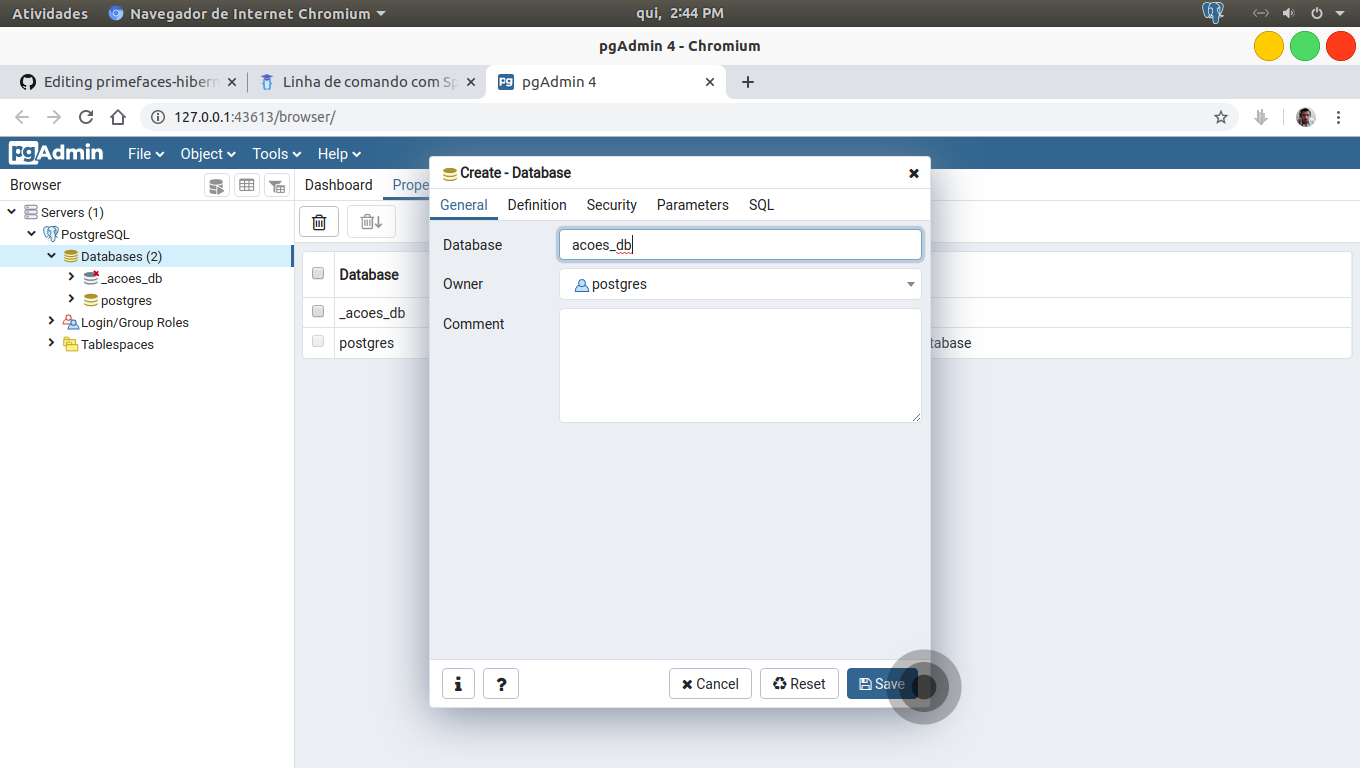 Atividades Navegador de Internet Chromium qui, 2:44 PM
pgAdmin 4 - Chromium
Editing primefaces-hibern Linha de comando com Sp pgAdmin 4
127.0.0.1:43613/browser/
pgAdmin File Object Tools Help
Browser Dashboard Prope
Create - Database
General Definition Security Parameters SQL
Servers (1)
PostgreSQL
Databases (2)
_acoes_db
postgres
Login/Group Roles
Tablespaces
Database
_acoes_db
postgres tabase
Database acoes_db
Owner postgres
Comment
i ? Cancel Reset Save